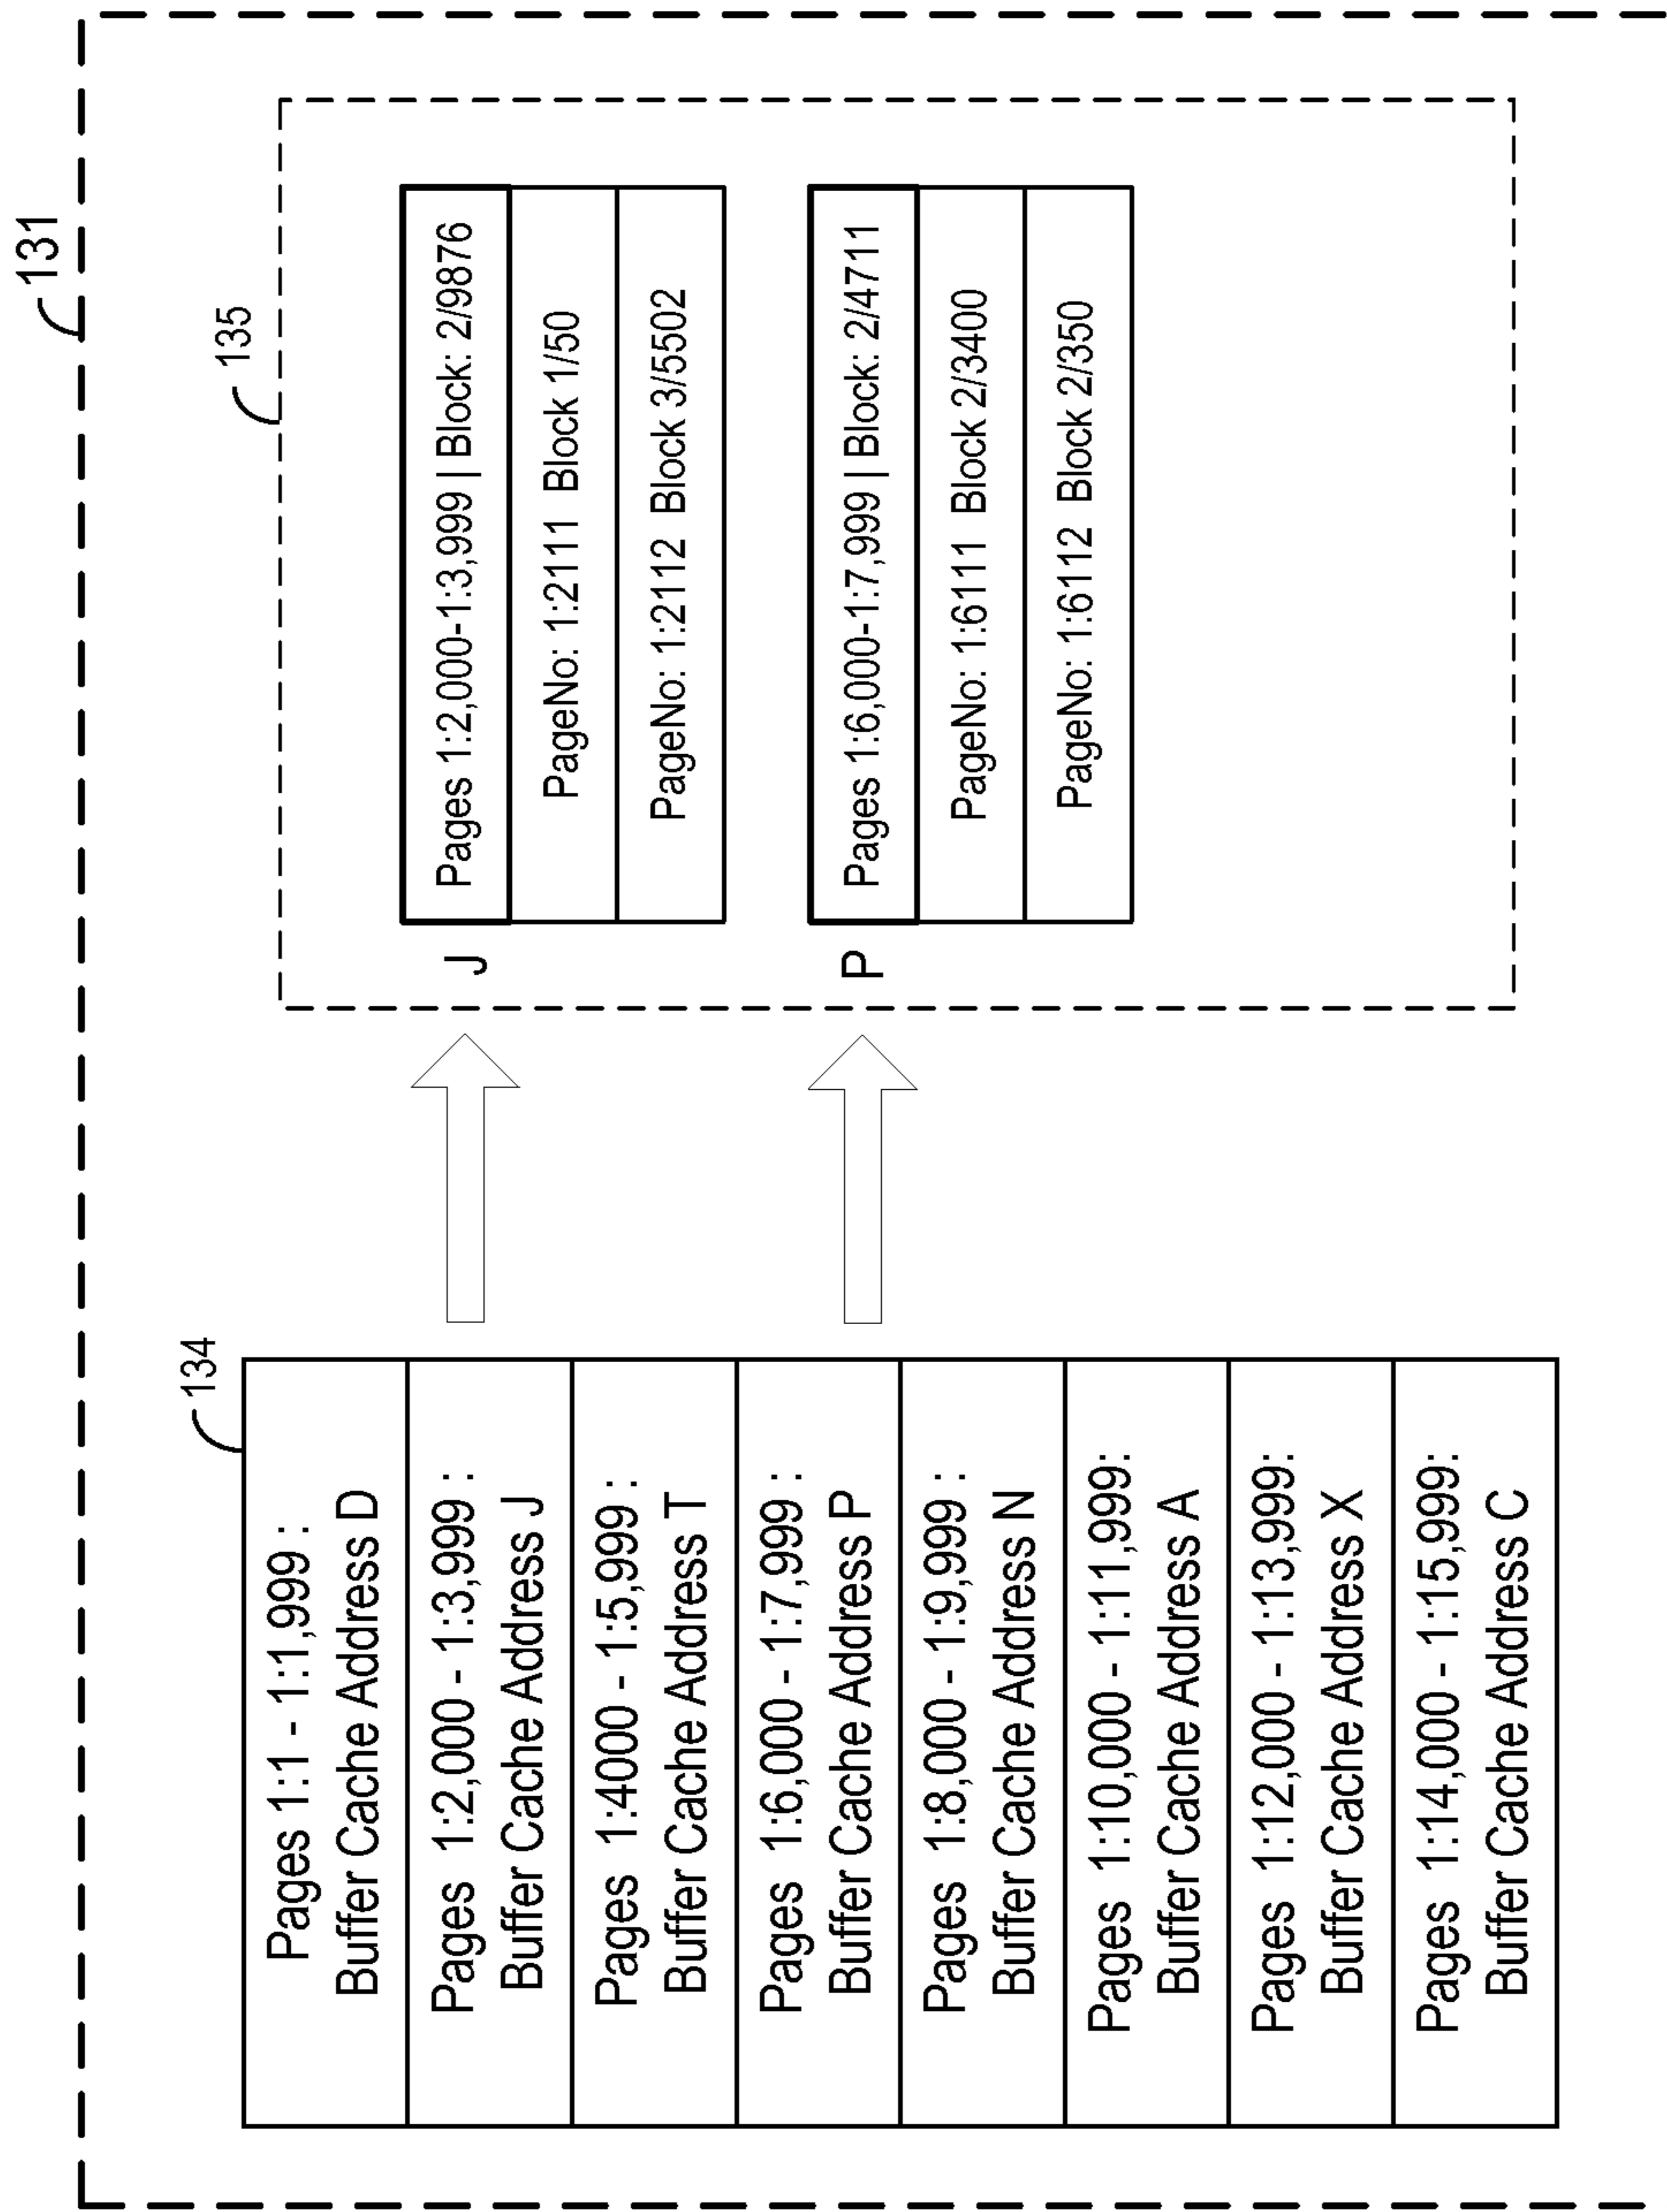 131
134
Pages 1:1 - 1:1,999 :
Buffer Cache Address D
Pages 1:2,000 - 1:3,999 :
Buffer Cache Address J
Pages 1:4000 - 1:5,999 :
Buffer Cache Address T
Pages 1:6,000 - 1:7,999 :
Buffer Cache Address P
Pages 1:8,000 - 1:9,999 :
Buffer Cache Address N
Pages 1:10,000 - 1:11,999:
Buffer Cache Address A
Pages 1:12,000 - 1:13,999:
Buffer Cache Address X
Pages 1:14,000 - 1:15,999:
Buffer Cache Address C
135
J
Pages 1:2,000-1:3,999 | Block: 2/9876
PageNo: 1:2111 Block 1/50
PageNo: 1:2112 Block 3/5502
P
Pages 1:6,000-1:7,999 | Block: 2/4711
PageNo: 1:6111 Block 2/3400
PageNo: 1:6112 Block 2/350